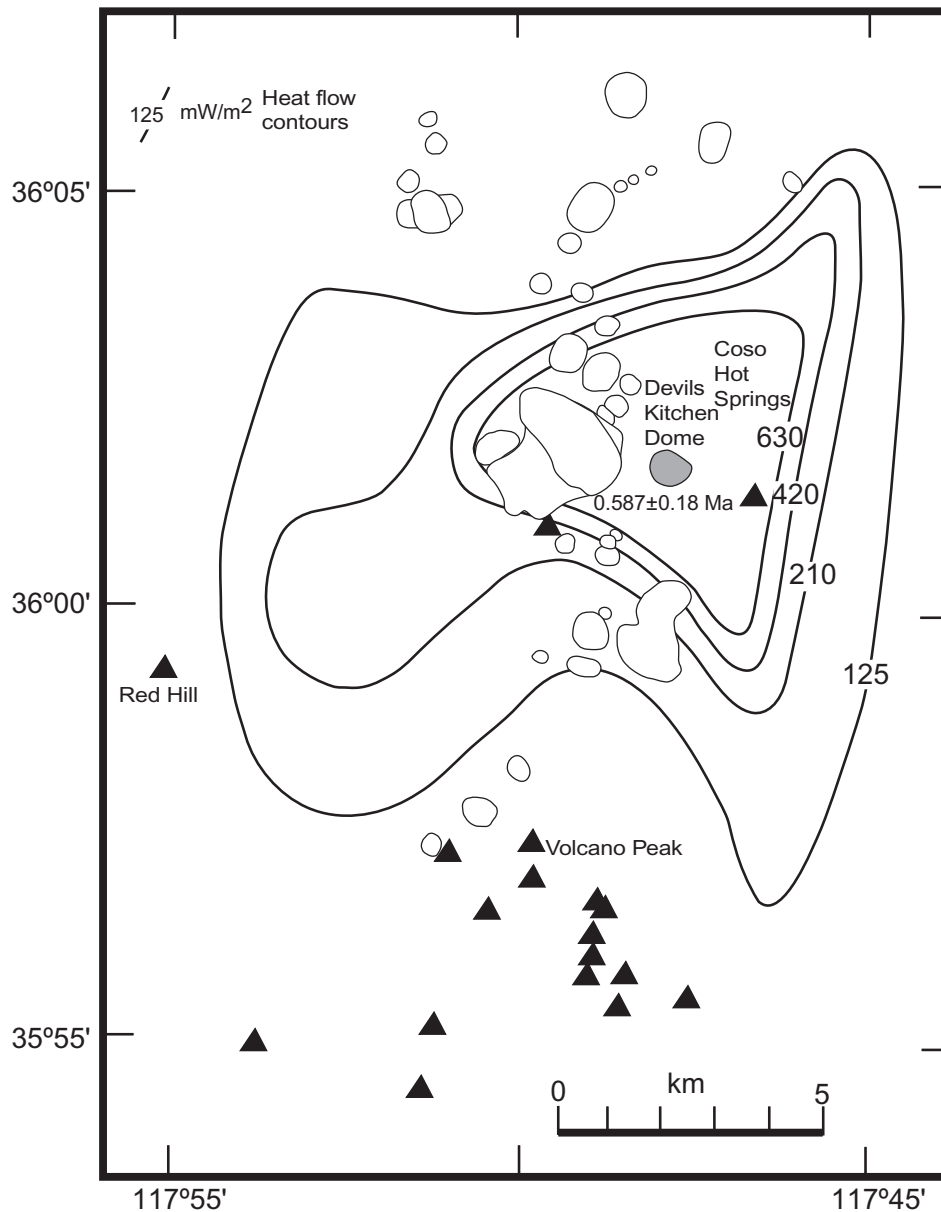 125 mW/m2 Heat flow
contours
36º05'
Coso
Hot
Springs
Devils
Kitchen
Dome
630
0.587±0.18 Ma
420
210
36º00'
125
Red Hill
Volcano Peak
35º55'
0 km 5
117º55' 117º45'